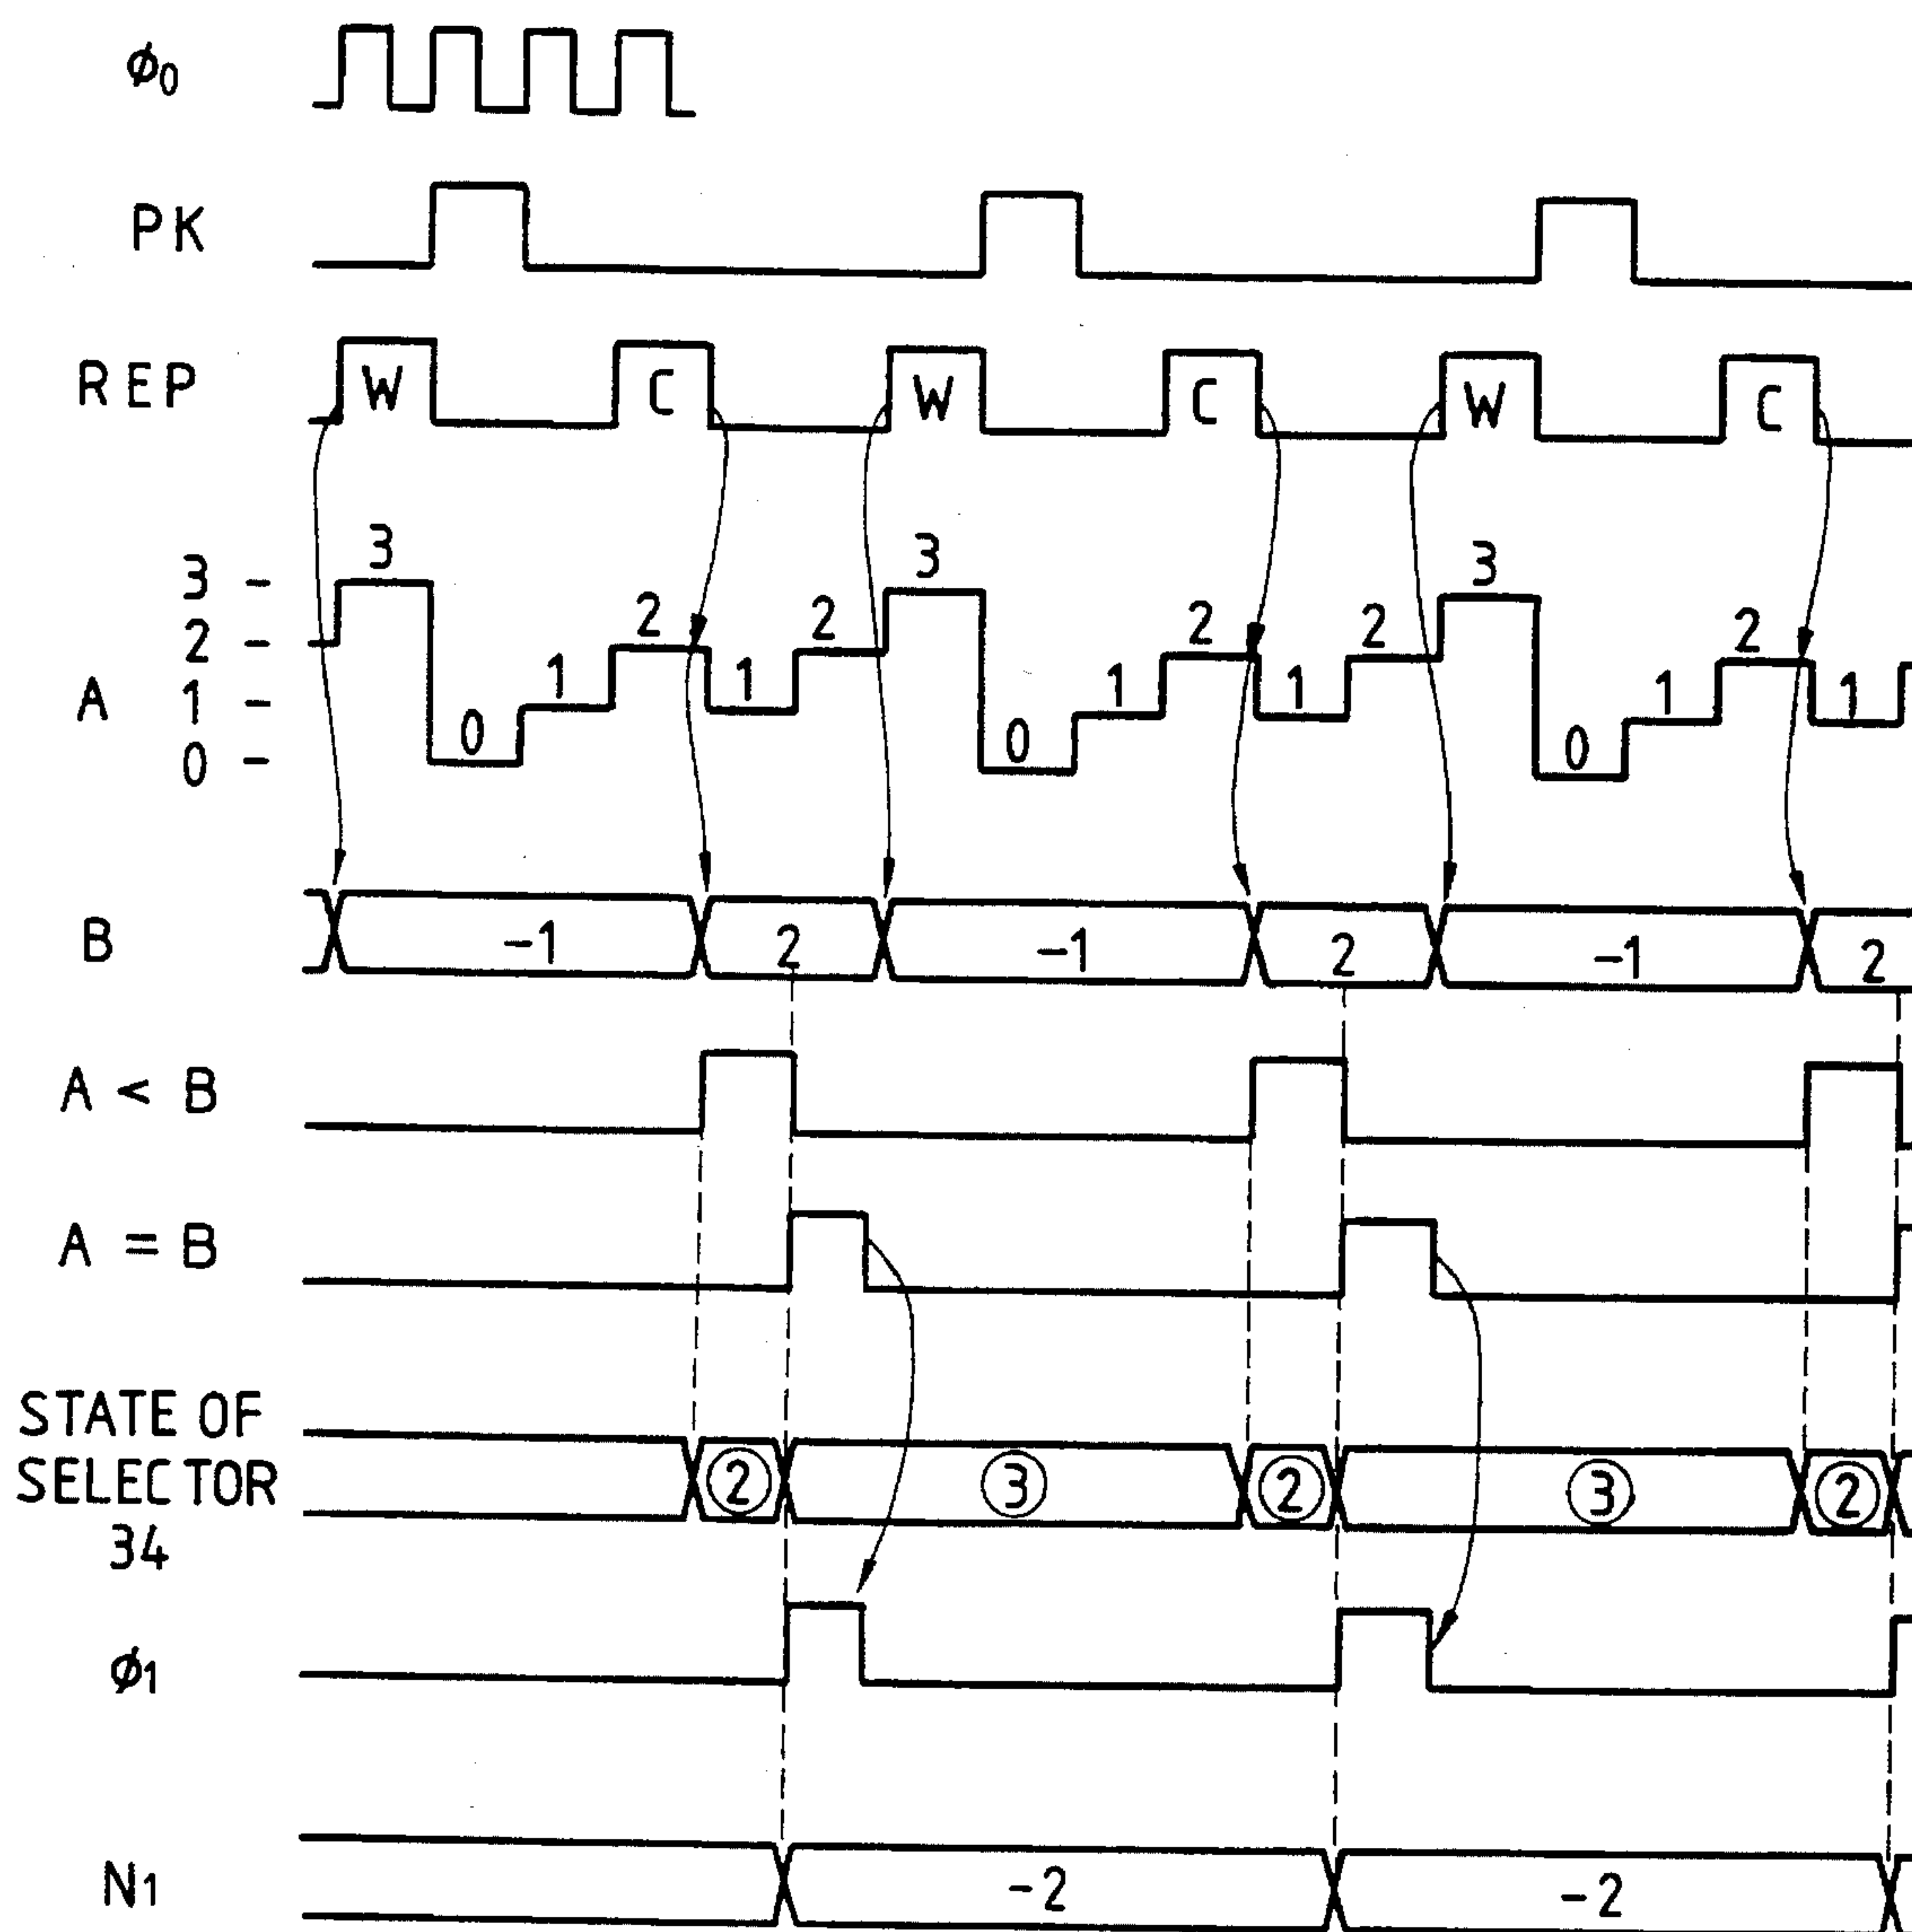 ϕ0
PK
REP W C W C W C
3 3 3
3 -
2 - 2 2 2 2 2
A 1 - 1 1 1 1 1 1
0 - 0 0 0
B -1 2 -1 2 -1 2
A < B
A = B
STATE OF
SELECTOR ② ③ ② ③ ②
34
ϕ1
N1 -2 -2